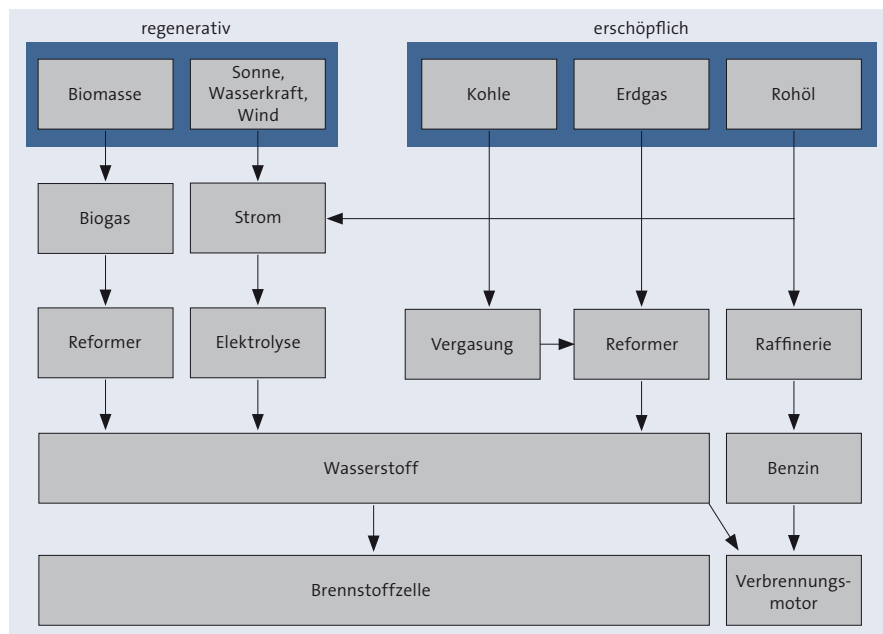 regenerativ
erschöpflich
Biomasse
Sonne,
Wasserkraft,
Wind
Kohle
Erdgas
Rohöl
Biogas
Strom
Reformer
Elektrolyse
Vergasung
Reformer
Raffinerie
Wasserstoff
Benzin
Brennstoffzelle
Verbrennungs-
motor